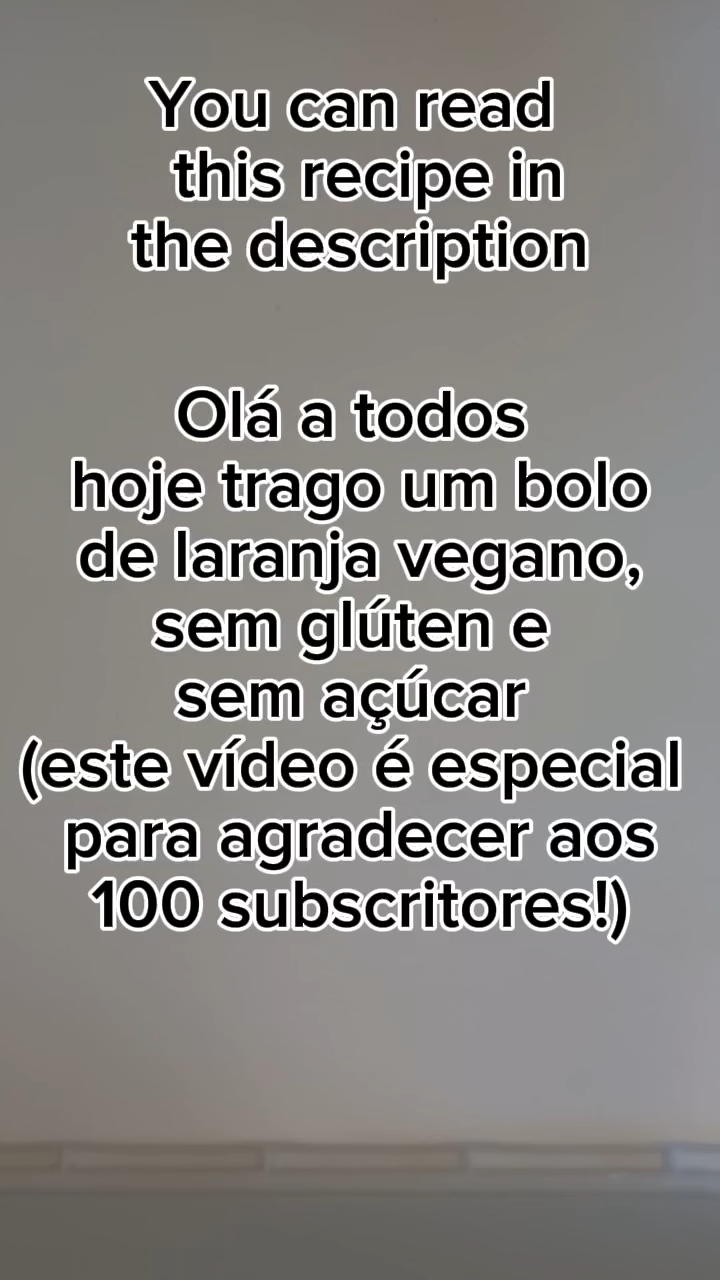 You can read
this recipe in
the description
Olá a todos
hoje trago um bolo
de laranja vegano,
sem glúten e
sem açúcar
(este vídeo é especial
para agradecer aos
100 subscritores!)